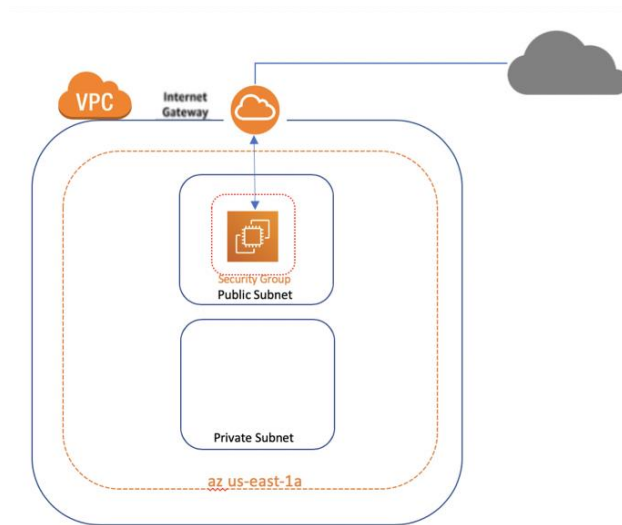 VPC
Internet
Gateway
Security Group
Public Subnet
Private Subnet
az us-east-1a